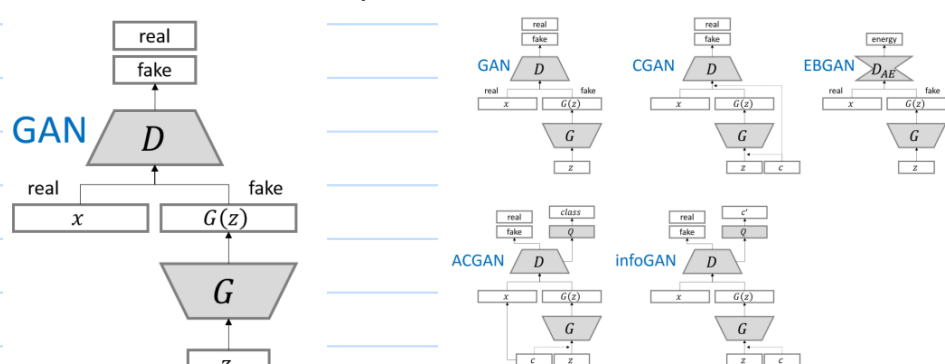 real
fake
GAN
D
real
fake
x
G(z)
G
z
real
fake
GAN
D
real
fake
x
G(z)
G
z
real
fake
CGAN
D
x
G(z)
G
z
c
energy
EBGAN
D_AE
real
fake
x
G(z)
G
z
real
fake
class
Q
ACGAN
D
x
G(z)
G
c
z
real
fake
c'
Q
infoGAN
D
x
G(z)
G
z
c